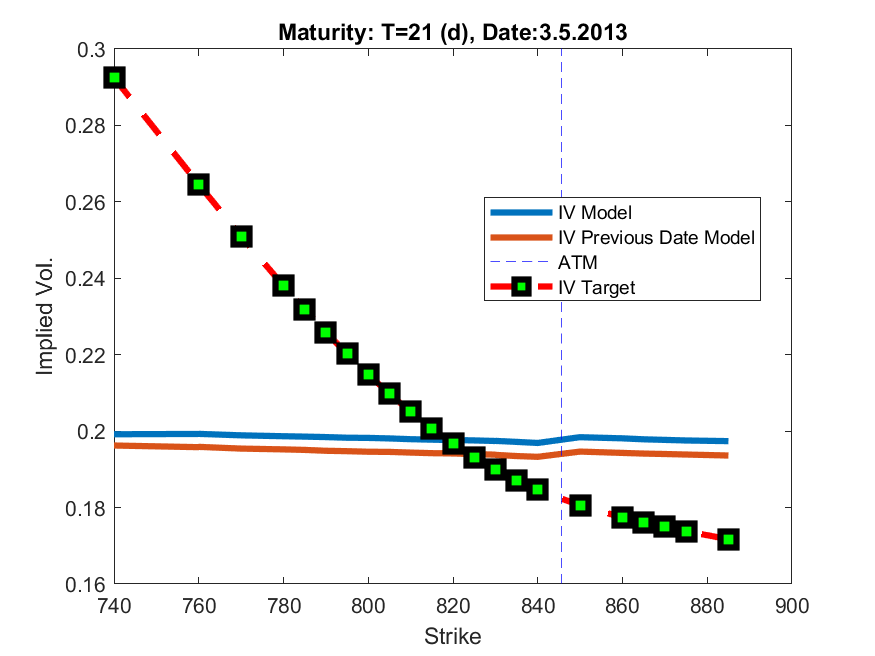 Maturity: T=21 (d), Date:3.5.2013
0.3
0.28
0.26
0.24
0.22
0.2
0.18
0.16
Implied Vol.
IV Model
IV Previous Date Model
ATM
IV Target
740 760 780 800 820 840 860 880 900
Strike